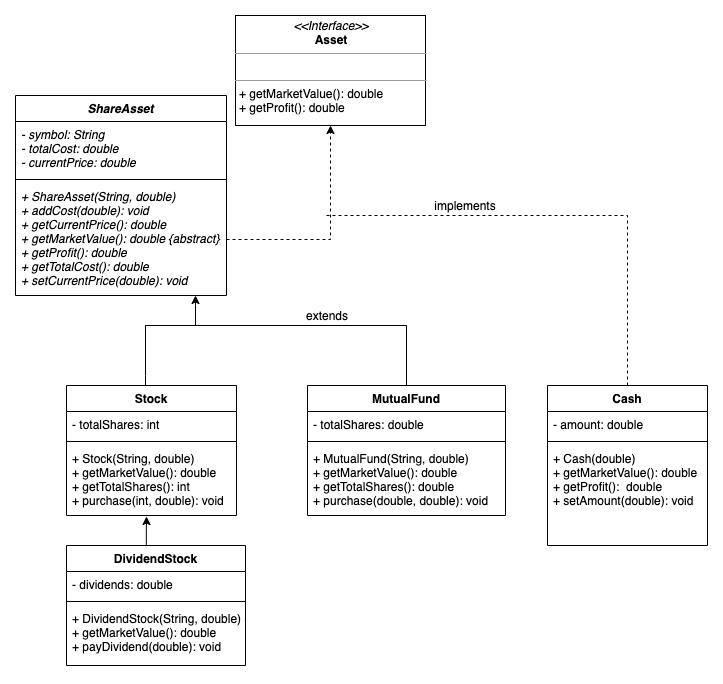 <<Interface>>
Asset
+ getMarketValue(): double
+ getProfit(): double
ShareAsset
- symbol: String
- totalCost: double
- currentPrice: double
+ ShareAsset(String, double)
+ addCost(double): void
+ getCurrentPrice(): double
+ getMarketValue(): double {abstract}
+ getProfit(): double
+ getTotalCost(): double
+ setCurrentPrice(double): void
implements
extends
Stock
- totalShares: int
+ Stock(String, double)
+ getMarketValue(): double
+ getTotalShares(): int
+ purchase(int, double): void
MutualFund
- totalShares: double
+ MutualFund(String, double)
+ getMarketValue(): double
+ getTotalShares(): double
+ purchase(double, double): void
Cash
- amount: double
+ Cash(double)
+ getMarketValue(): double
+ getProfit(): double
+ setAmount(double): void
DividendStock
- dividends: double
+ DividendStock(String, double)
+ getMarketValue(): double
+ payDividend(double): void